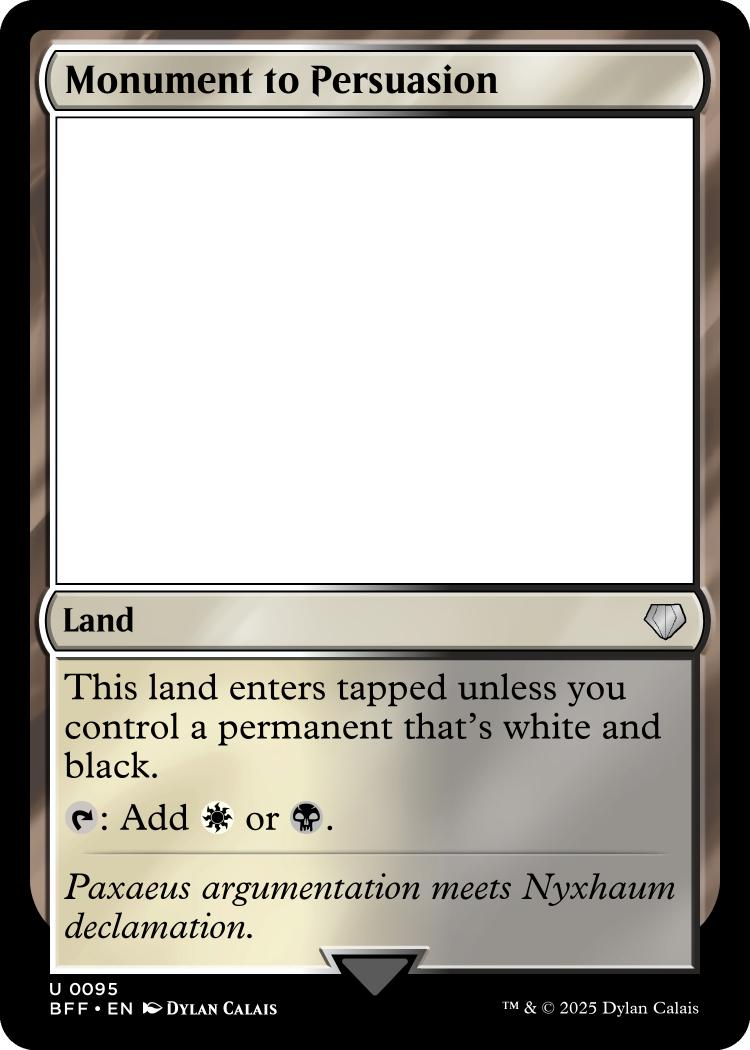 Monument to Persuasion
Land
This land enters tapped unless you
control a permanent that's white and
black.
: Add or .
Paxaeus argumentation meets Nyxhaum
declamation.
U 0095
BFF • EN DYLAN CALAIS
™ & © 2025 Dylan Calais